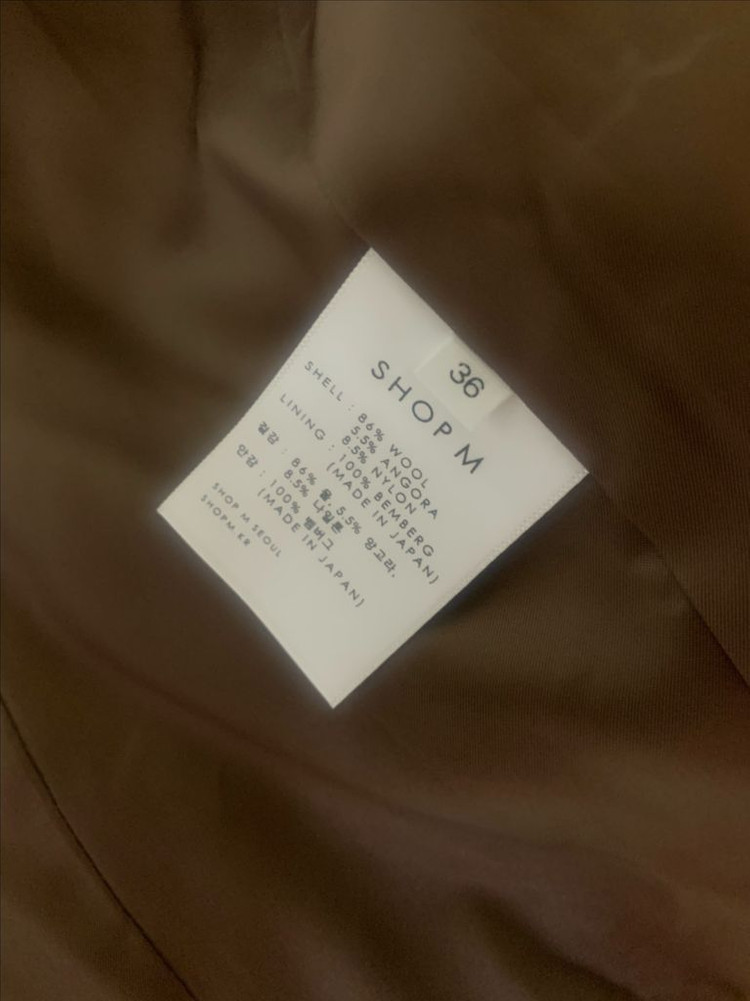 36
SHOP M
SHELL : 86% WOOL
5.5% ANGORA
8.5% NYLON
LINING : 100% BEMBERG
(MADE IN JAPAN)
겉감 : 86% 울, 5.5% 앙고라,
8.5% 나일론
안감 : 100% 벰버그
(MADE IN JAPAN)
SHOP M SEOUL
SHOPM.KR